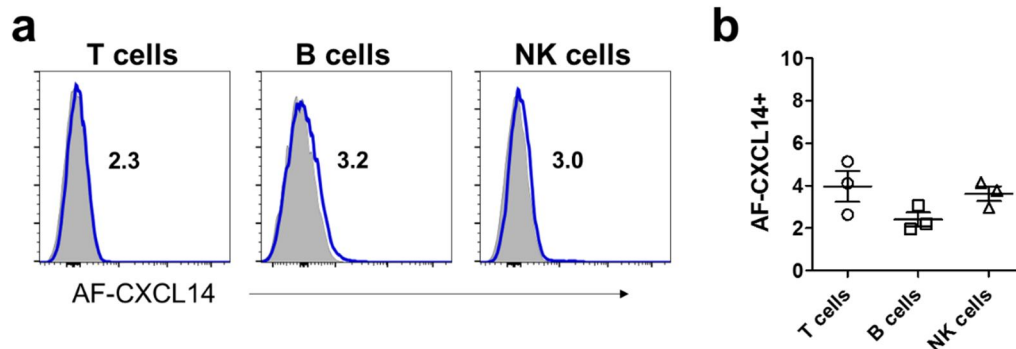 a
T cells
B cells
NK cells
2.3
3.2
3.0
AF-CXCL14
b
AF-CXCL14+
10
8
6
4
2
0
T cells
B cells
NK cells